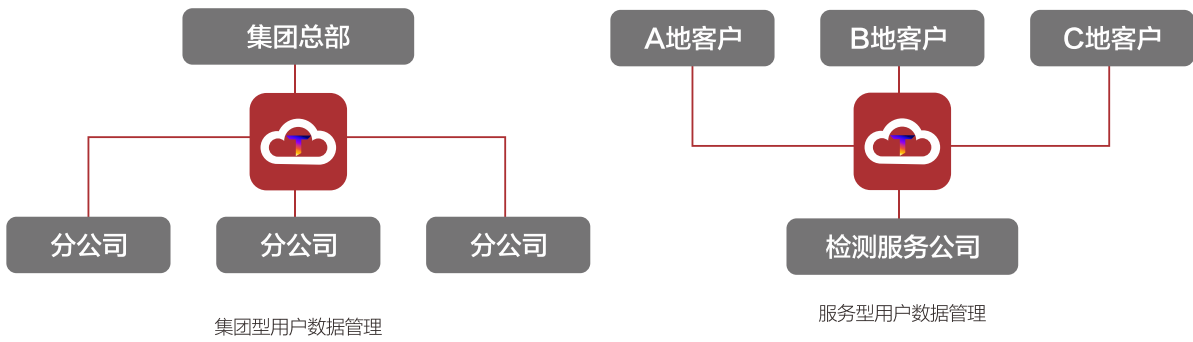 集团总部
T
分公司
分公司
分公司
集团型用户数据管理
A地客户
B地客户
C地客户
T
检测服务公司
服务型用户数据管理